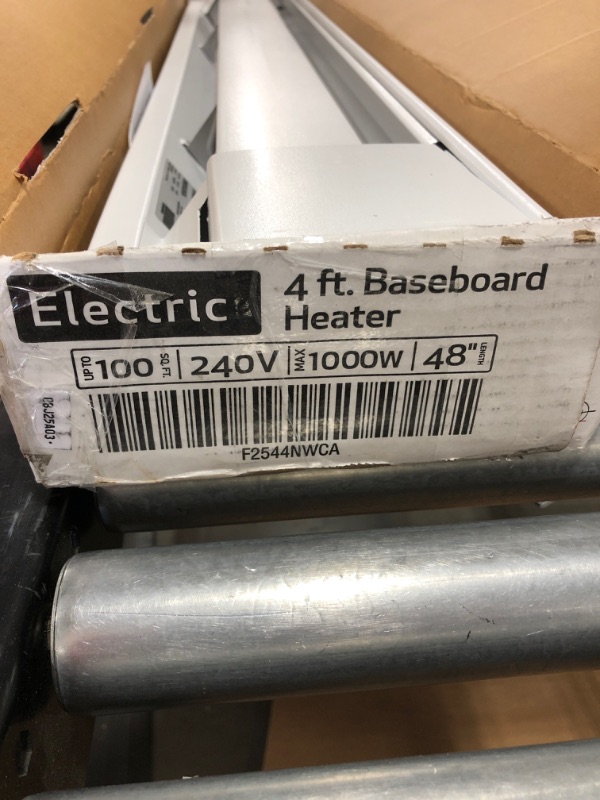 Electric
4 ft. Baseboard
Heater
UP TO 100 SQ. FT. | 240V | MAX 1000W | 48" LENGTH
F2544NWCA